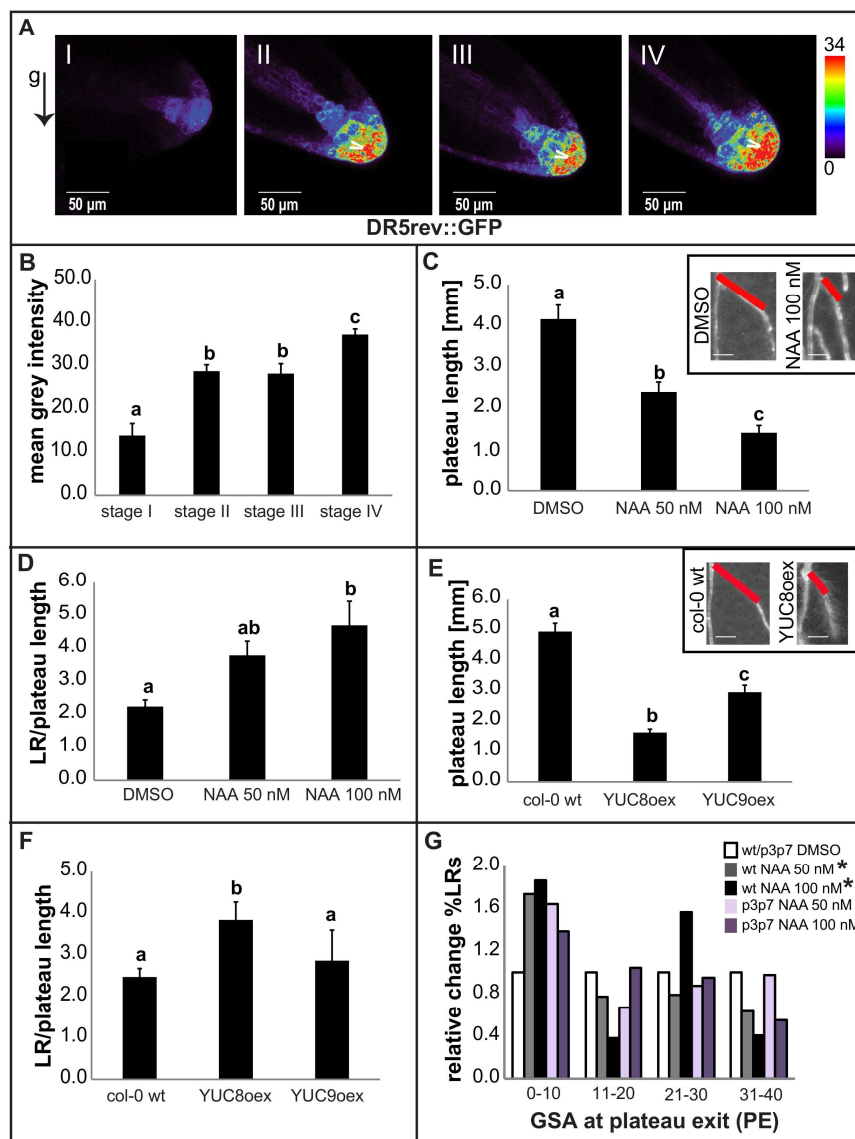 A
I
II
III
IV
34
g
50 µm
50 µm
50 µm
50 µm
0
DR5rev::GFP
B
mean grey intensity
50.0
40.0
30.0
20.0
10.0
0.0
a
b
b
c
stage I
stage II
stage III
stage IV
C
plateau length [mm]
5.0
4.0
3.0
2.0
1.0
0.0
a
b
c
DMSO
NAA 50 nM
NAA 100 nM
DMSO
NAA 100 nM
D
LR/plateau length
6.0
5.0
4.0
3.0
2.0
1.0
0.0
a
ab
b
DMSO
NAA 50 nM
NAA 100 nM
E
plateau length [mm]
6.0
5.0
4.0
3.0
2.0
1.0
0.0
a
b
c
col-0 wt
YUC8oex
YUC9oex
col-0 wt
YUC8oex
F
LR/plateau length
5.0
4.0
3.0
2.0
1.0
0.0
a
b
a
col-0 wt
YUC8oex
YUC9oex
G
relative change %LRs
2.0
1.6
1.2
0.8
0.4
0.0
wt/p3p7 DMSO
wt NAA 50 nM*
wt NAA 100 nM*
p3p7 NAA 50 nM
p3p7 NAA 100 nM
0-10
11-20
21-30
31-40
GSA at plateau exit (PE)